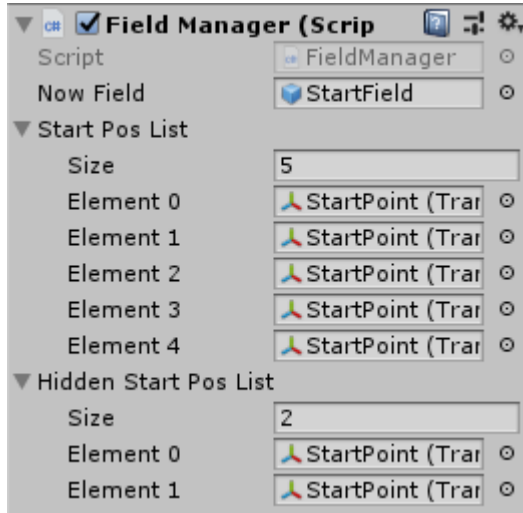 Field Manager (Scrip
Script FieldManager
Now Field StartField
Start Pos List
Size 5
Element 0 StartPoint (Trar
Element 1 StartPoint (Trar
Element 2 StartPoint (Trar
Element 3 StartPoint (Trar
Element 4 StartPoint (Trar
Hidden Start Pos List
Size 2
Element 0 StartPoint (Trar
Element 1 StartPoint (Trar